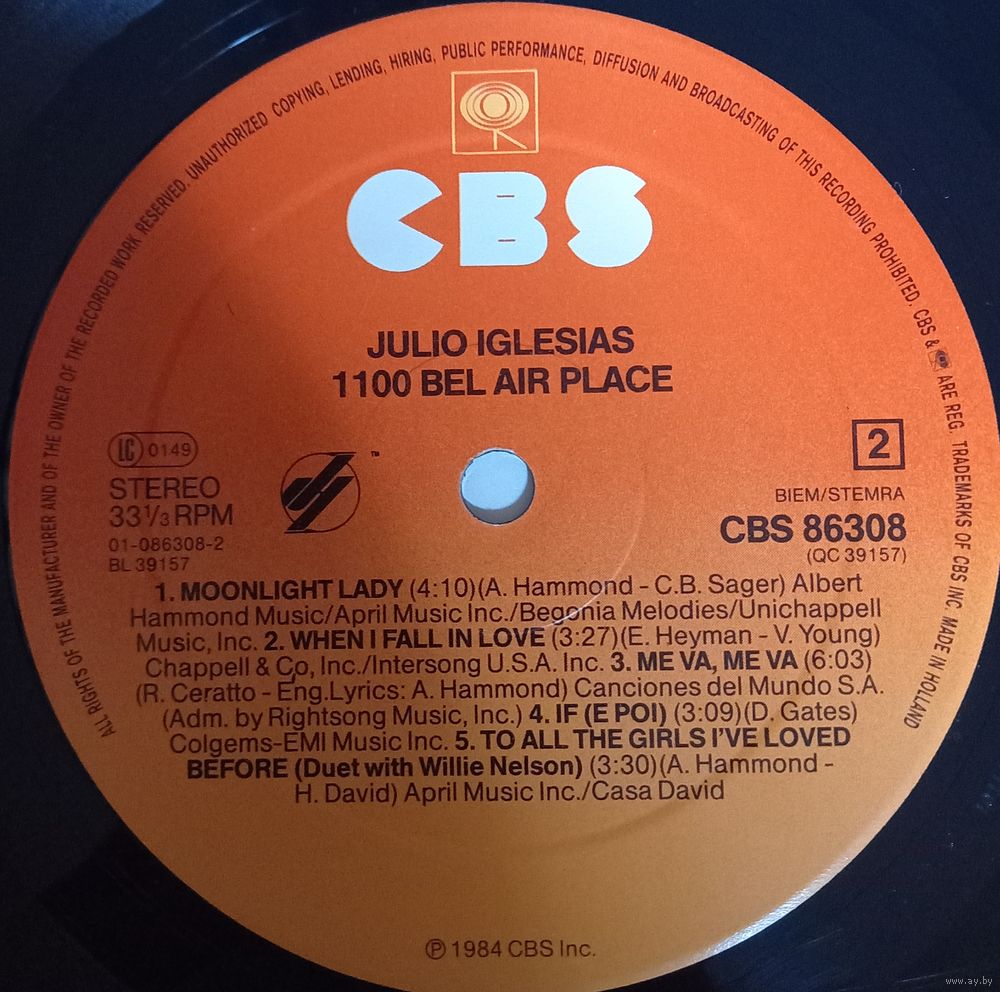 ALL RIGHTS OF THE MANUFACTURER AND OF THE OWNER OF THE RECORDED WORK RESERVED. UNAUTHORIZED COPYING, LENDING, HIRING, PUBLIC PERFORMANCE, DIFFUSION AND BROADCASTING OF THIS RECORDING PROHIBITED. CBS & ARE REG. TRADEMARKS OF CBS INC. MADE IN HOLLAND
CBS
JULIO IGLESIAS
1100 BEL AIR PLACE
LC 0149
STEREO
33 1/3 RPM
01-086308-2
BL 39157
™
2
BIEM/STEMRA
CBS 86308
(QC 39157)
1. MOONLIGHT LADY (4:10)(A. Hammond - C.B. Sager) Albert
Hammond Music/April Music Inc./Begonia Melodies/Unichappell
Music, Inc. 2. WHEN I FALL IN LOVE (3:27)(E. Heyman - V. Young)
Chappell & Co, Inc./Intersong U.S.A. Inc. 3. ME VA, ME VA (6:03)
(R. Ceratto - Eng.Lyrics: A. Hammond) Canciones del Mundo S.A.
(Adm. by Rightsong Music, Inc.) 4. IF (E POI) (3:09)(D. Gates)
Colgems-EMI Music Inc. 5. TO ALL THE GIRLS I'VE LOVED
BEFORE (Duet with Willie Nelson) (3:30)(A. Hammond -
H. David) April Music Inc./Casa David
℗ 1984 CBS Inc.
www.ay.by